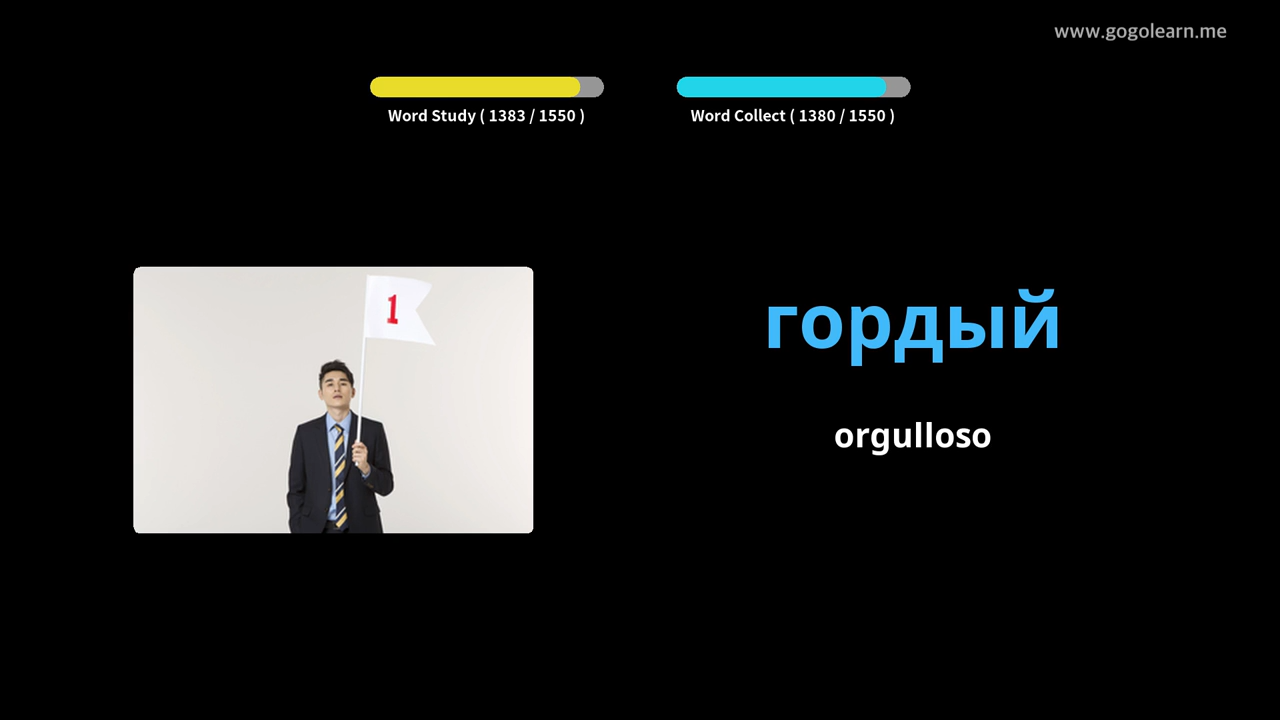 www.gogolearn.me
Word Study ( 1383 / 1550 )
Word Collect ( 1380 / 1550 )
1
гордый
orgulloso